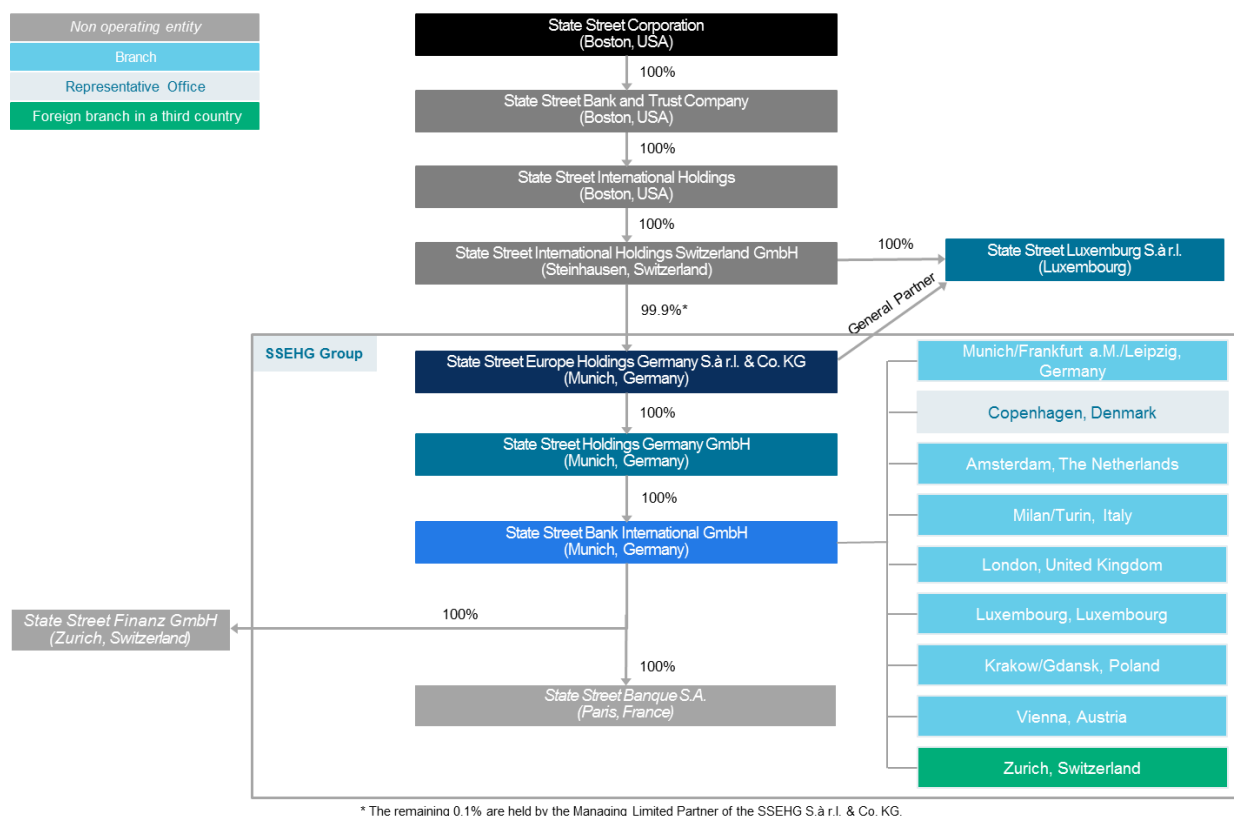 Non operating entity
Branch
Representative Office
Foreign branch in a third country
State Street Corporation
(Boston, USA)
100%
State Street Bank and Trust Company
(Boston, USA)
100%
State Street International Holdings
(Boston, USA)
100%
State Street International Holdings Switzerland GmbH
(Steinhausen, Switzerland)
100%
State Street Luxemburg S.à r.l.
(Luxembourg)
99.9%*
General Partner
SSEHG Group
State Street Europe Holdings Germany S.à r.l. & Co. KG
(Munich, Germany)
100%
State Street Holdings Germany GmbH
(Munich, Germany)
100%
State Street Bank International GmbH
(Munich, Germany)
100%
State Street Finanz GmbH
(Zurich, Switzerland)
100%
State Street Banque S.A.
(Paris, France)
Munich/Frankfurt a.M./Leipzig,
Germany
Copenhagen, Denmark
Amsterdam, The Netherlands
Milan/Turin, Italy
London, United Kingdom
Luxembourg, Luxembourg
Krakow/Gdansk, Poland
Vienna, Austria
Zurich, Switzerland
* The remaining 0.1% are held by the Managing Limited Partner of the SSEHG S.à r.l. & Co. KG.